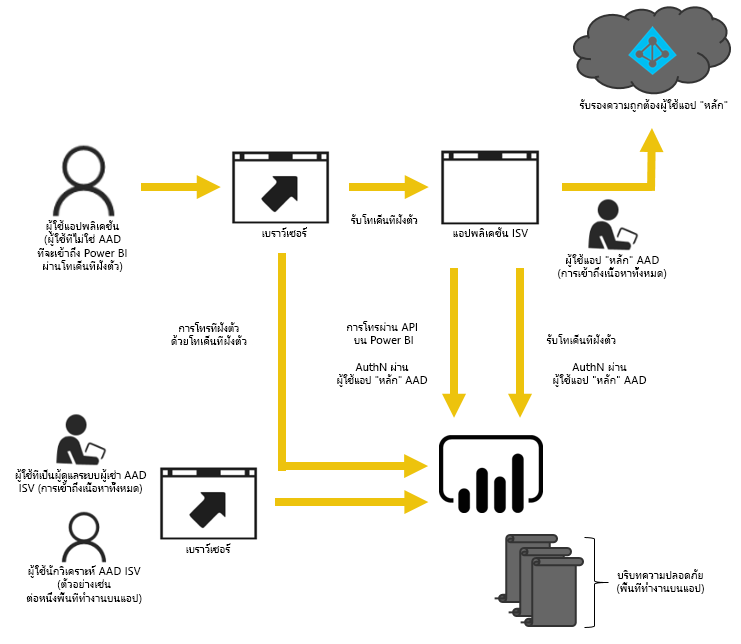 รับรองความถูกต้องผู้ใช้แอป "หลัก"
ผู้ใช้แอปพลิเคชัน
(ผู้ใช้ที่ไม่ใช่ AAD
ที่จะเข้าถึง Power BI
ผ่านโทเค็นที่ฝังตัว)
เบราว์เซอร์
รับโทเค็นที่ฝังตัว
แอปพลิเคชัน ISV
ผู้ใช้แอป "หลัก" AAD
(การเข้าถึงเนื้อหาทั้งหมด)
การโทรที่ฝังตัว
ด้วยโทเค็นที่ฝังตัว
การโทรผ่าน API
บน Power BI
AuthN ผ่าน
ผู้ใช้แอป "หลัก" AAD
รับโทเค็นที่ฝังตัว
AuthN ผ่าน
ผู้ใช้แอป "หลัก" AAD
ผู้ใช้ที่เป็นผู้ดูแลระบบผู้เช่า AAD
ISV (การเข้าถึงเนื้อหาทั้งหมด)
เบราว์เซอร์
ผู้ใช้นักวิเคราะห์ AAD ISV
(ตัวอย่างเช่น
ต่อหนึ่งพื้นที่ทำงานบนแอป)
บริบทความปลอดภัย
(พื้นที่ทำงานบนแอป)